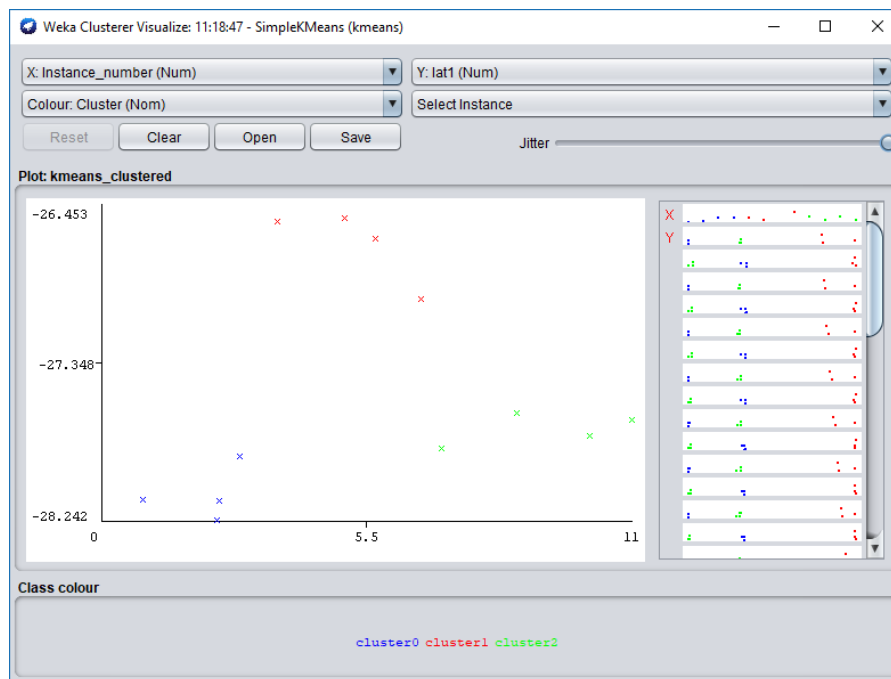 Weka Clusterer Visualize: 11:18:47 - SimpleKMeans (kmeans)
X: Instance_number (Num) Y: lat1 (Num)
Colour: Cluster (Nom) Select Instance
Reset Clear Open Save Jitter
Plot: kmeans_clustered
-26.453
-27.348
-28.242
0 5.5 11
X
Y
Class colour
cluster0 cluster1 cluster2